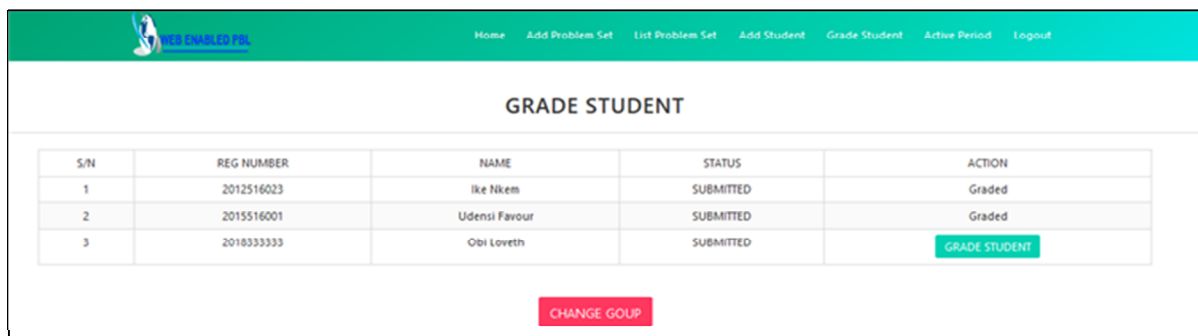 WEB ENABLED PBL Home Add Problem Set List Problem Set Add Student Grade Student Active Period Logout
GRADE STUDENT
S/N REG NUMBER NAME STATUS ACTION
1 2012516023 Ike Nkem SUBMITTED Graded
2 2015516001 Udensi Favour SUBMITTED Graded
3 2018333333 Obi Loveth SUBMITTED GRADE STUDENT
CHANGE GOUP